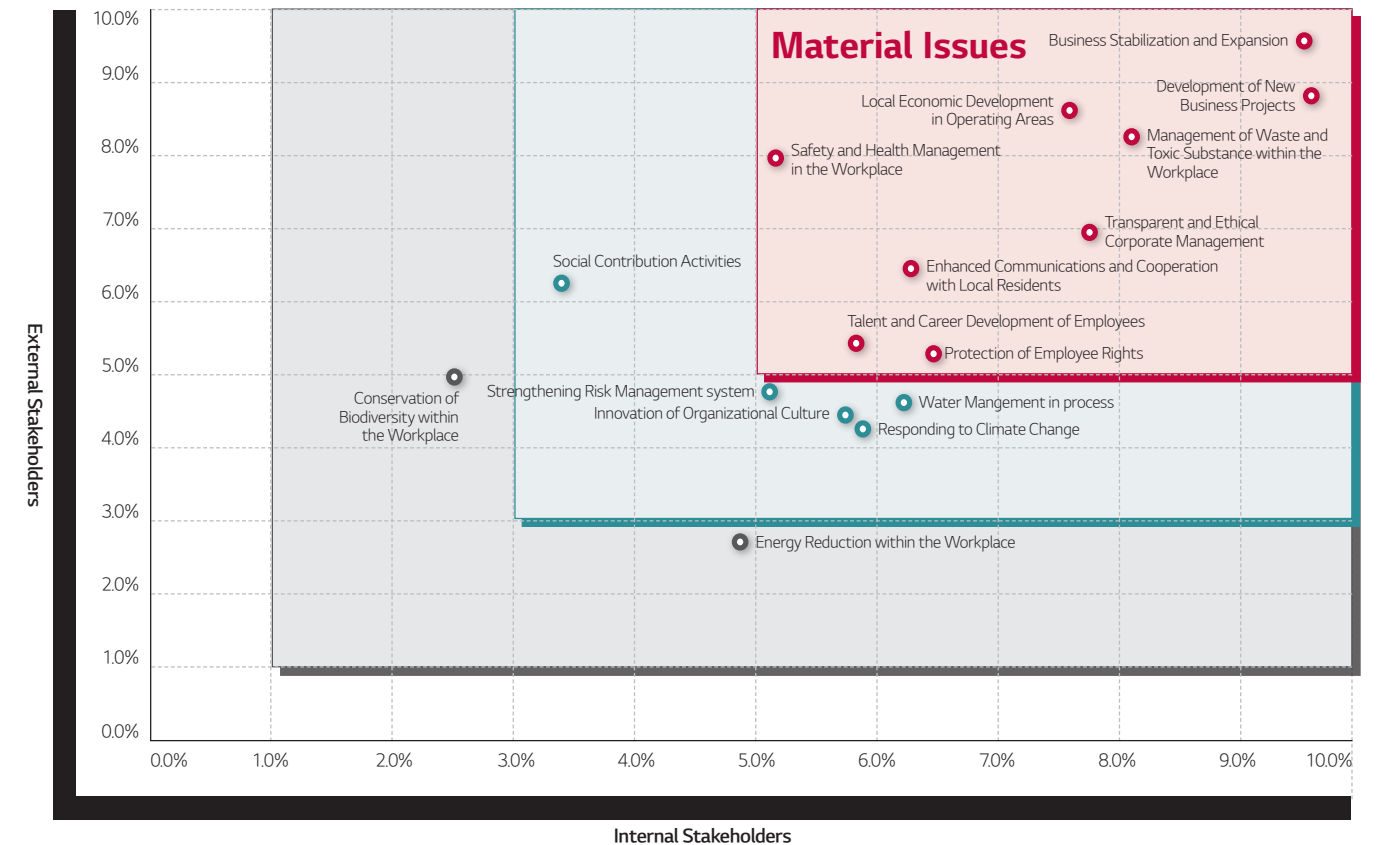 10.0%
9.0%
8.0%
7.0%
6.0%
5.0%
4.0%
3.0%
2.0%
1.0%
0.0%
External Stakeholders
Material Issues
Business Stabilization and Expansion
Development of New
Business Projects
Local Economic Development
in Operating Areas
Management of Waste and
Toxic Substance within the
Workplace
Safety and Health Management
in the Workplace
Transparent and Ethical
Corporate Management
Social Contribution Activities
Enhanced Communications and Cooperation
with Local Residents
Talent and Career Development of Employees
Protection of Employee Rights
Conservation of
Biodiversity within
the Workplace
Strengthening Risk Management system
Innovation of Organizational Culture
Water Mangement in process
Responding to Climate Change
Energy Reduction within the Workplace
0.0% 1.0% 2.0% 3.0% 4.0% 5.0% 6.0% 7.0% 8.0% 9.0% 10.0%
Internal Stakeholders